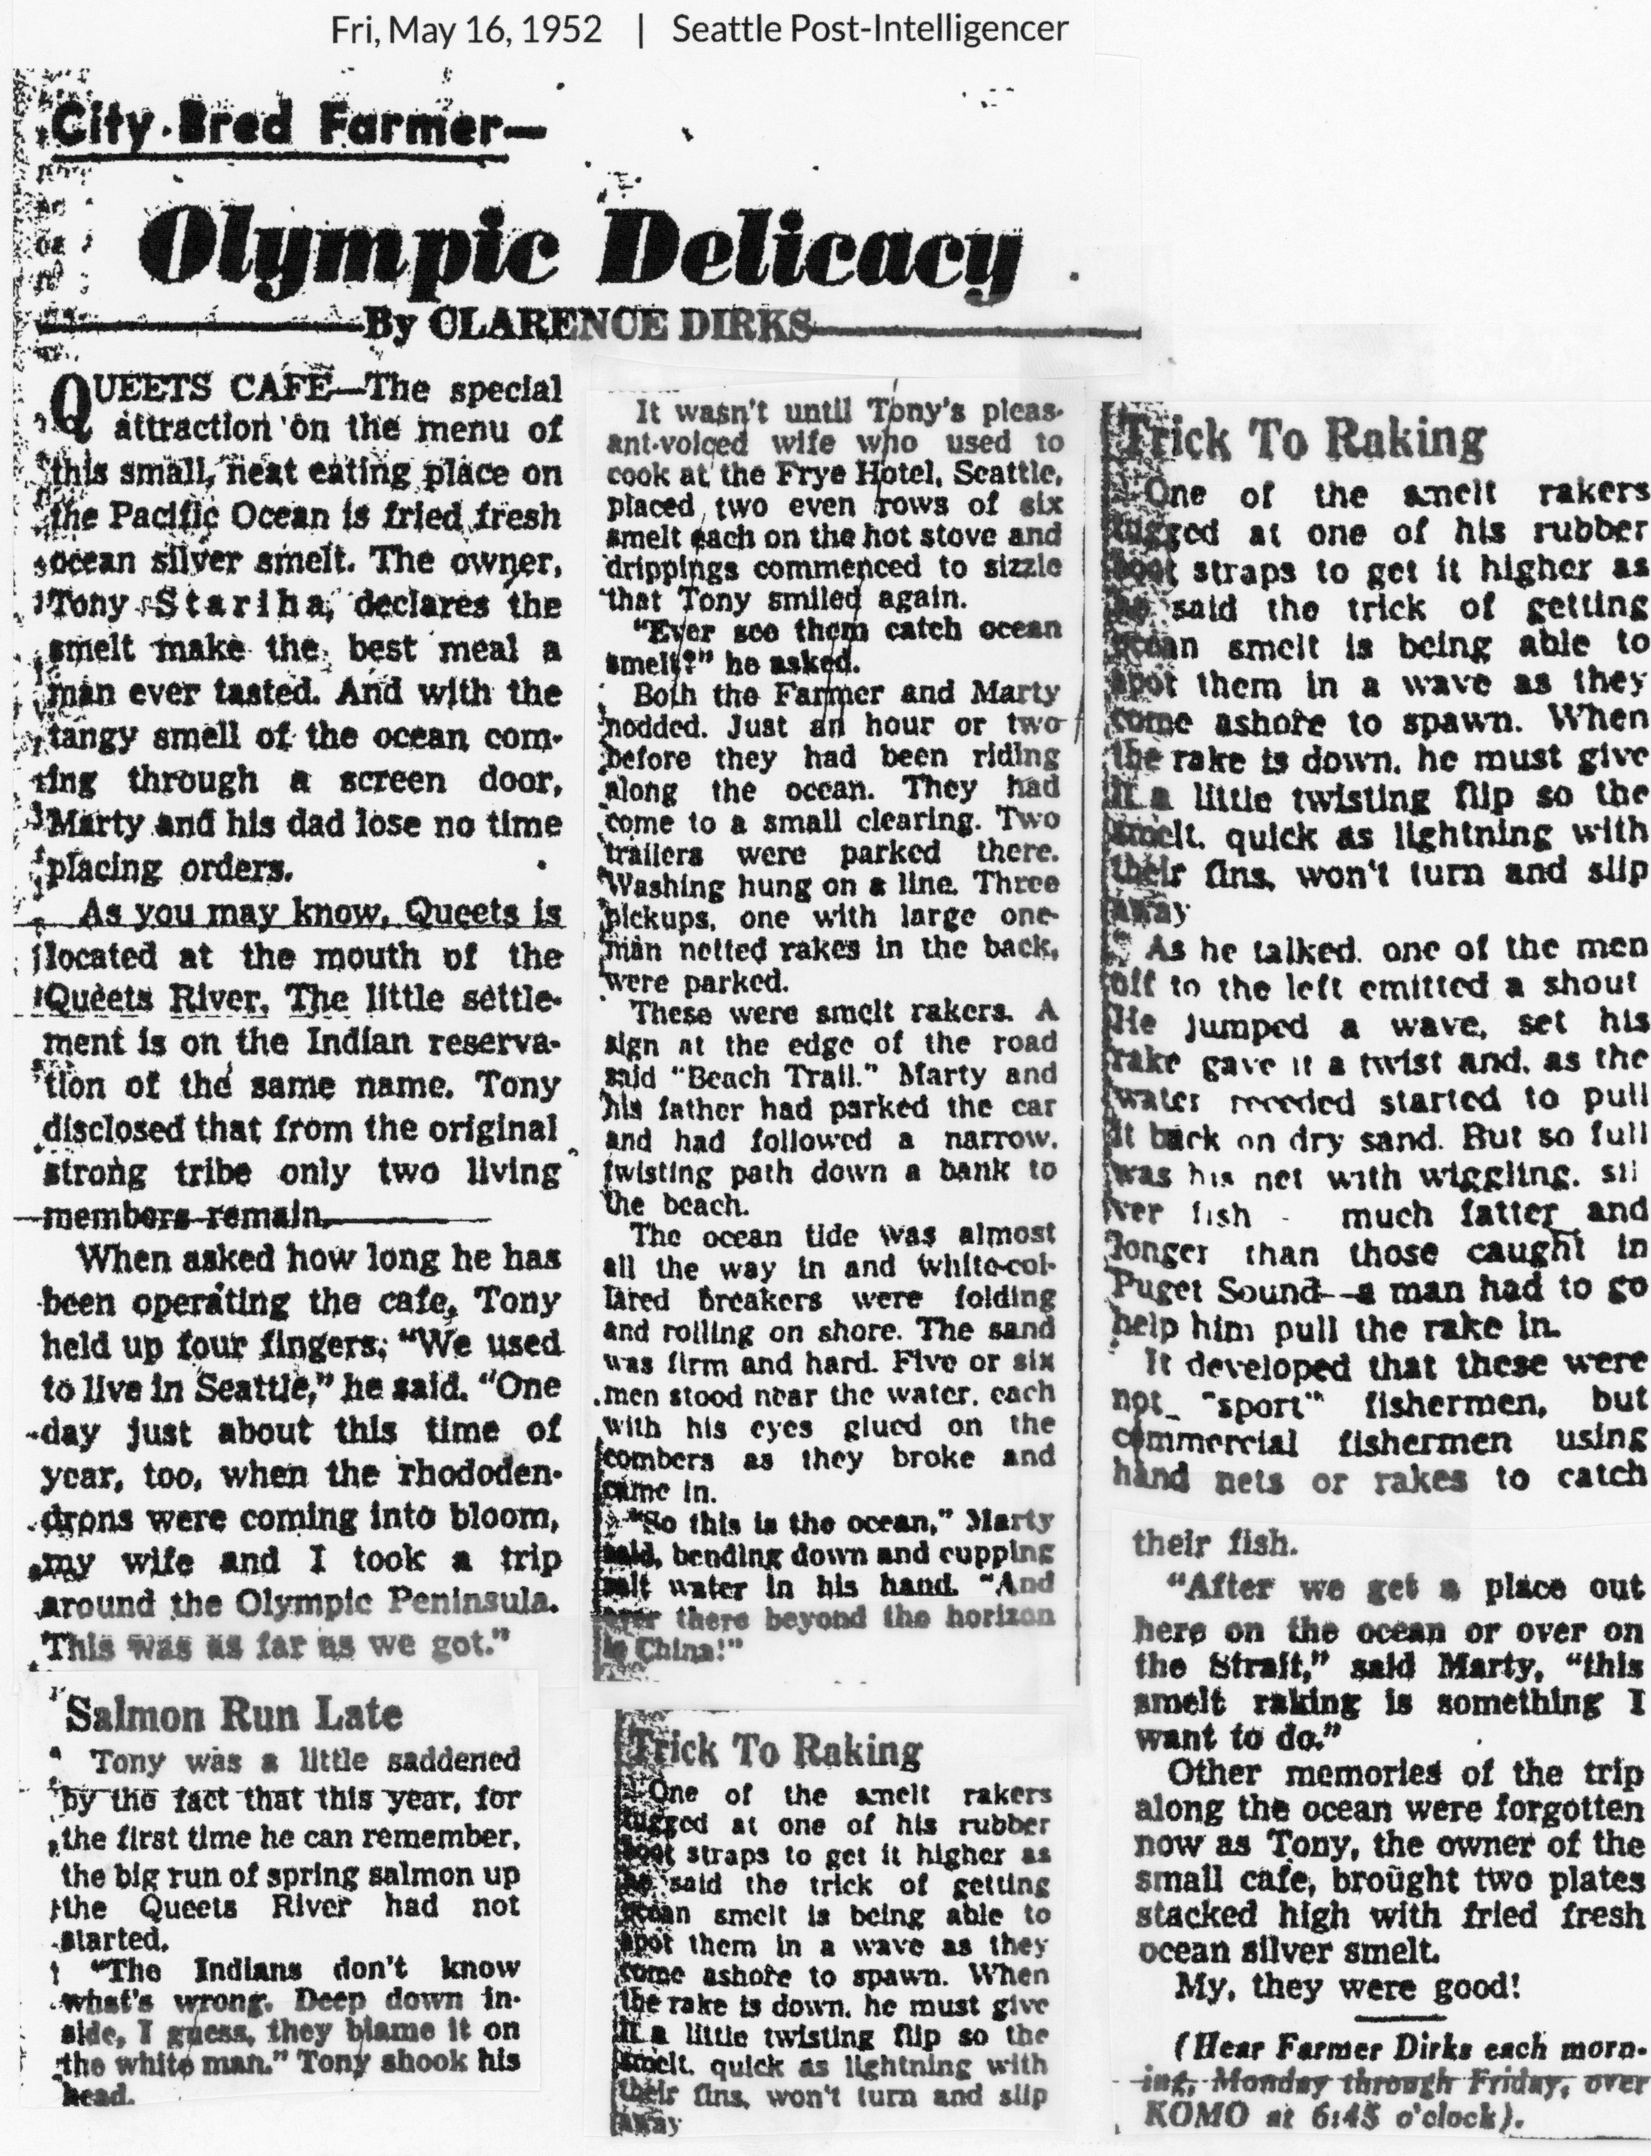 Fri, May 16, 1952 | Seattle Post-Intelligencer
City Bred Farmer—
Olympic Delicacy
By CLARENCE DIRKS
QUEETS CAFE—The special
attraction on the menu of
this small, neat eating place on
the Pacific Ocean is fried fresh
ocean silver smelt. The owner,
Tony Stariha, declares the
smelt make the best meal a
man ever tasted. And with the
tangy smell of the ocean com-
ing through a screen door,
Marty and his dad lose no time
placing orders.
As you may know, Queets is
located at the mouth of the
Queets River. The little settle-
ment is on the Indian reserva-
tion of the same name. Tony
disclosed that from the original
strong tribe only two living
members remain.
When asked how long he has
been operating the cafe, Tony
held up four fingers; "We used
to live in Seattle," he said. "One
day just about this time of
year, too, when the rhododen-
drons were coming into bloom,
my wife and I took a trip
around the Olympic Peninsula.
This was as far as we got."
Salmon Run Late
Tony was a little saddened
by the fact that this year, for
the first time he can remember,
the big run of spring salmon up
the Queets River had not
started.
"The Indians don't know
what's wrong. Deep down in-
side, I guess, they blame it on
the white man." Tony shook his
head.
It wasn't until Tony's pleas-
ant-voiced wife who used to
cook at the Frye Hotel, Seattle,
placed two even rows of six
smelt each on the hot stove and
drippings commenced to sizzle
that Tony smiled again.
"Ever see them catch ocean
smelt?" he asked.
Both the Farmer and Marty
nodded. Just an hour or two
before they had been riding
along the ocean. They had
come to a small clearing. Two
trailers were parked there.
Washing hung on a line. Three
pickups, one with large one-
man netted rakes in the back,
were parked.
These were smelt rakers. A
sign at the edge of the road
said "Beach Trail." Marty and
his father had parked the car
and had followed a narrow,
twisting path down a bank to
the beach.
The ocean tide was almost
all the way in and white-col-
lared breakers were folding
and rolling on shore. The sand
was firm and hard. Five or six
men stood near the water, each
with his eyes glued on the
combers as they broke and
came in.
"So this is the ocean," Marty
said, bending down and cupping
salt water in his hand. "And
over there beyond the horizon
is China!"
Trick To Raking
One of the smelt rakers
tugged at one of his rubber
boot straps to get it higher as
he said the trick of getting
ocean smelt is being able to
spot them in a wave as they
come ashore to spawn. When
the rake is down, he must give
it a little twisting flip so the
smelt, quick as lightning with
their fins, won't turn and slip
away
Trick To Raking
One of the smelt rakers
tugged at one of his rubber
boot straps to get it higher as
he said the trick of getting
ocean smelt is being able to
spot them in a wave as they
come ashore to spawn. When
the rake is down, he must give
it a little twisting flip so the
smelt, quick as lightning with
their fins, won't turn and slip
away
As he talked, one of the men
off to the left emitted a shout
He jumped a wave, set his
rake gave it a twist and, as the
water receded started to pull
it back on dry sand. But so full
was his net with wiggling, sil
ver fish - much fatter and
longer than those caught in
Puget Sound—a man had to go
help him pull the rake in.
It developed that these were
not "sport" fishermen, but
commercial fishermen using
hand nets or rakes to catch
their fish.
"After we get a place out
here on the ocean or over on
the Strait," said Marty, "this
smelt raking is something I
want to do."
Other memories of the trip
along the ocean were forgotten
now as Tony, the owner of the
small cafe, brought two plates
stacked high with fried fresh
ocean silver smelt.
My, they were good!
(Hear Farmer Dirks each morn-
ing, Monday through Friday, over
KOMO at 6:45 o'clock).